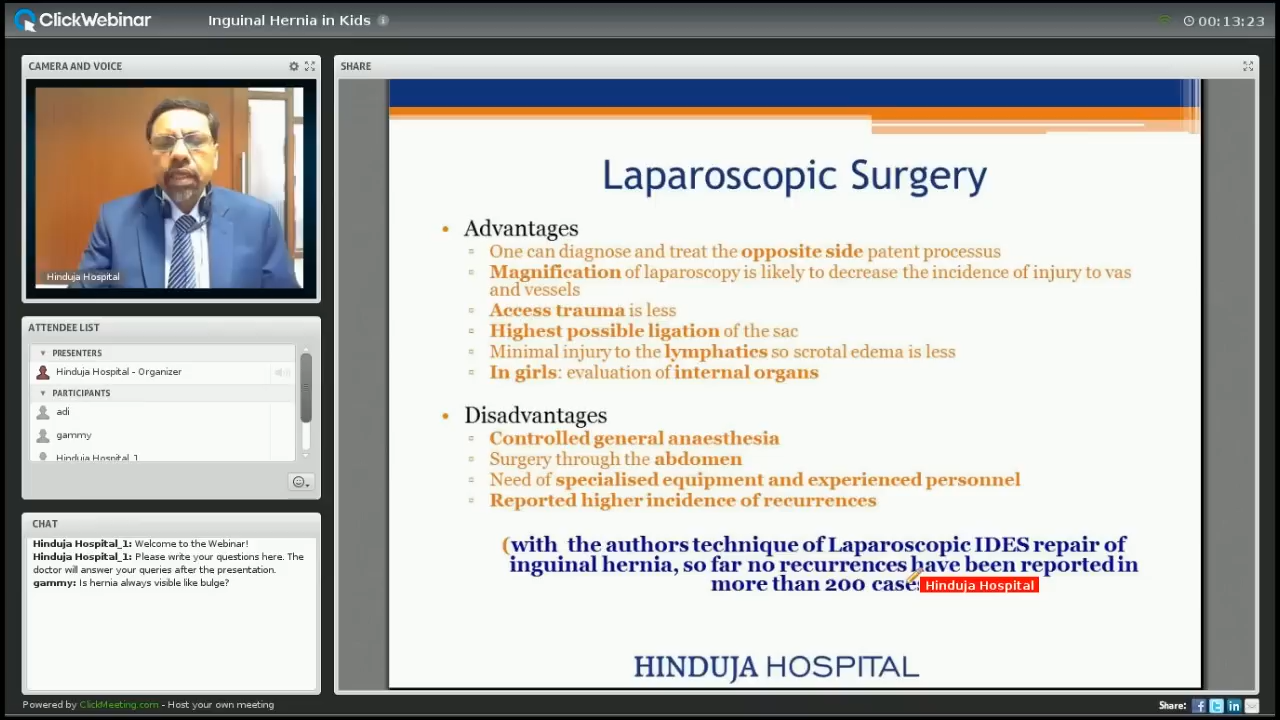 ClickWebinar
Inguinal Hernia in Kids
00:13:23
CAMERA AND VOICE
Hinduja Hospital
ATTENDEE LIST
PRESENTERS
Hinduja Hospital - Organizer
PARTICIPANTS
adi
gammy
Hinduja Hospital_1
CHAT
Hinduja Hospital_1: Welcome to the Webinar!
Hinduja Hospital_1: Please write your questions here. The
doctor will answer your queries after the presentation.
gammy: Is hernia always visible like bulge?
SHARE
Laparoscopic Surgery
• Advantages
▫ One can diagnose and treat the opposite side patent processus
▫ Magnification of laparoscopy is likely to decrease the incidence of injury to vas
and vessels
▫ Access trauma is less
▫ Highest possible ligation of the sac
▫ Minimal injury to the lymphatics so scrotal edema is less
▫ In girls: evaluation of internal organs
• Disadvantages
▫ Controlled general anaesthesia
▫ Surgery through the abdomen
▫ Need of specialised equipment and experienced personnel
▫ Reported higher incidence of recurrences
(with the authors technique of Laparoscopic IDES repair of
inguinal hernia, so far no recurrences have been reported in
more than 200 case
Hinduja Hospital
HINDUJA HOSPITAL
Powered by ClickMeeting.com - Host your own meeting
Share: